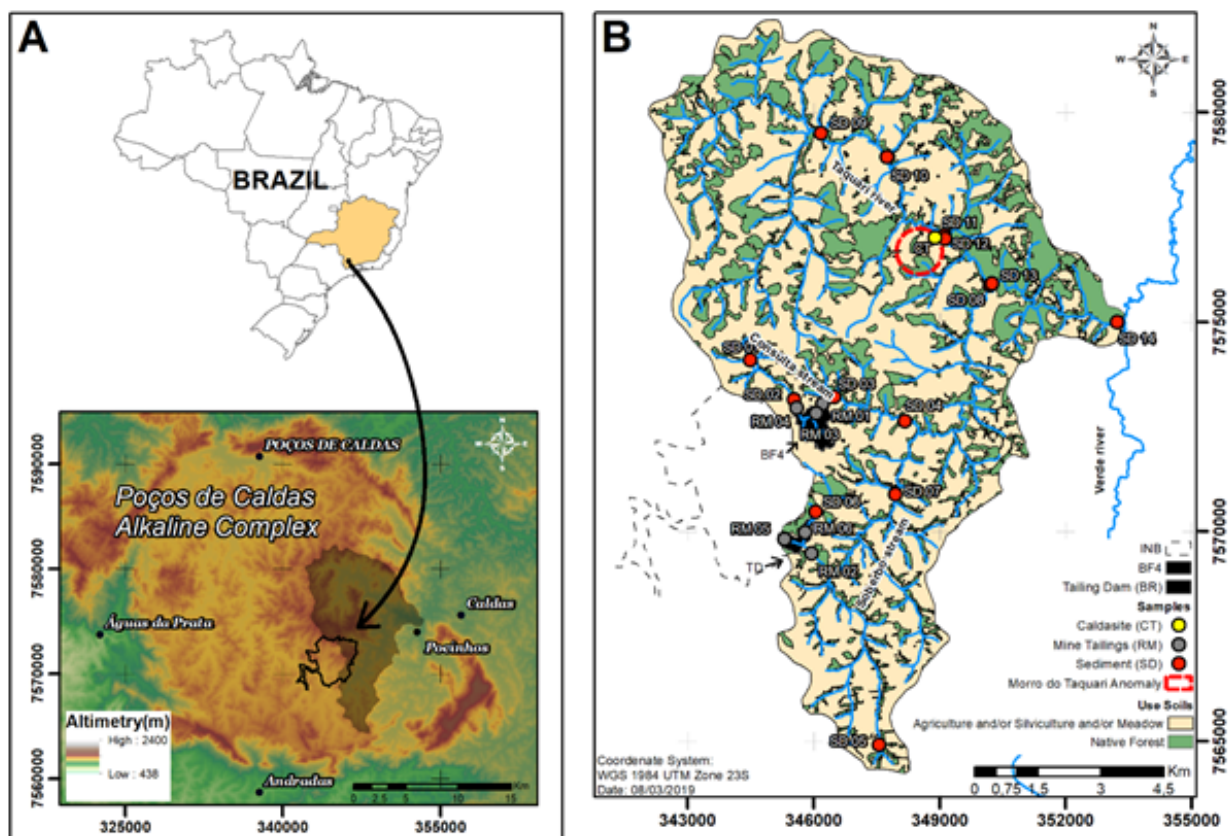 A
BRAZIL
N
W
E
S
POÇOS DE CALDAS
Poços de Caldas
Alkaline Complex
Águas da Prata
Caldas
Pocinhos
Andradas
Altimetry(m)
High : 2400
Low : 438
Km
0 2.5 5 10 15
7590000
7580000
7570000
7560000
325000 340000 355000
B
N
W
E
S
SD 09
SD 10
Taquari river
SD 11
SD 12
CT
SD 13
SD 08
SD 14
Consulta stream
SD 02
SD 03
SD 04
RM 04
RM 01
RM 03
BF4
SD 07
SD 06
RM 05
RM 06
RM 02
TD
Soberbo stream
SD 05
Verde river
INB
BF4
Tailing Dam (BR)
Samples
Caldasite (CT)
Mine Tailings (RM)
Sediment (SD)
Morro do Taquari Anomaly
Use Soils
Agriculture and/or Silviculture and/or Meadow
Native Forest
Coordenate System:
WGS 1984 UTM Zone 23S
Date: 08/03/2019
Km
0 0,75 1,5 3 4,5
7580000
7575000
7570000
7565000
343000 346000 349000 352000 355000